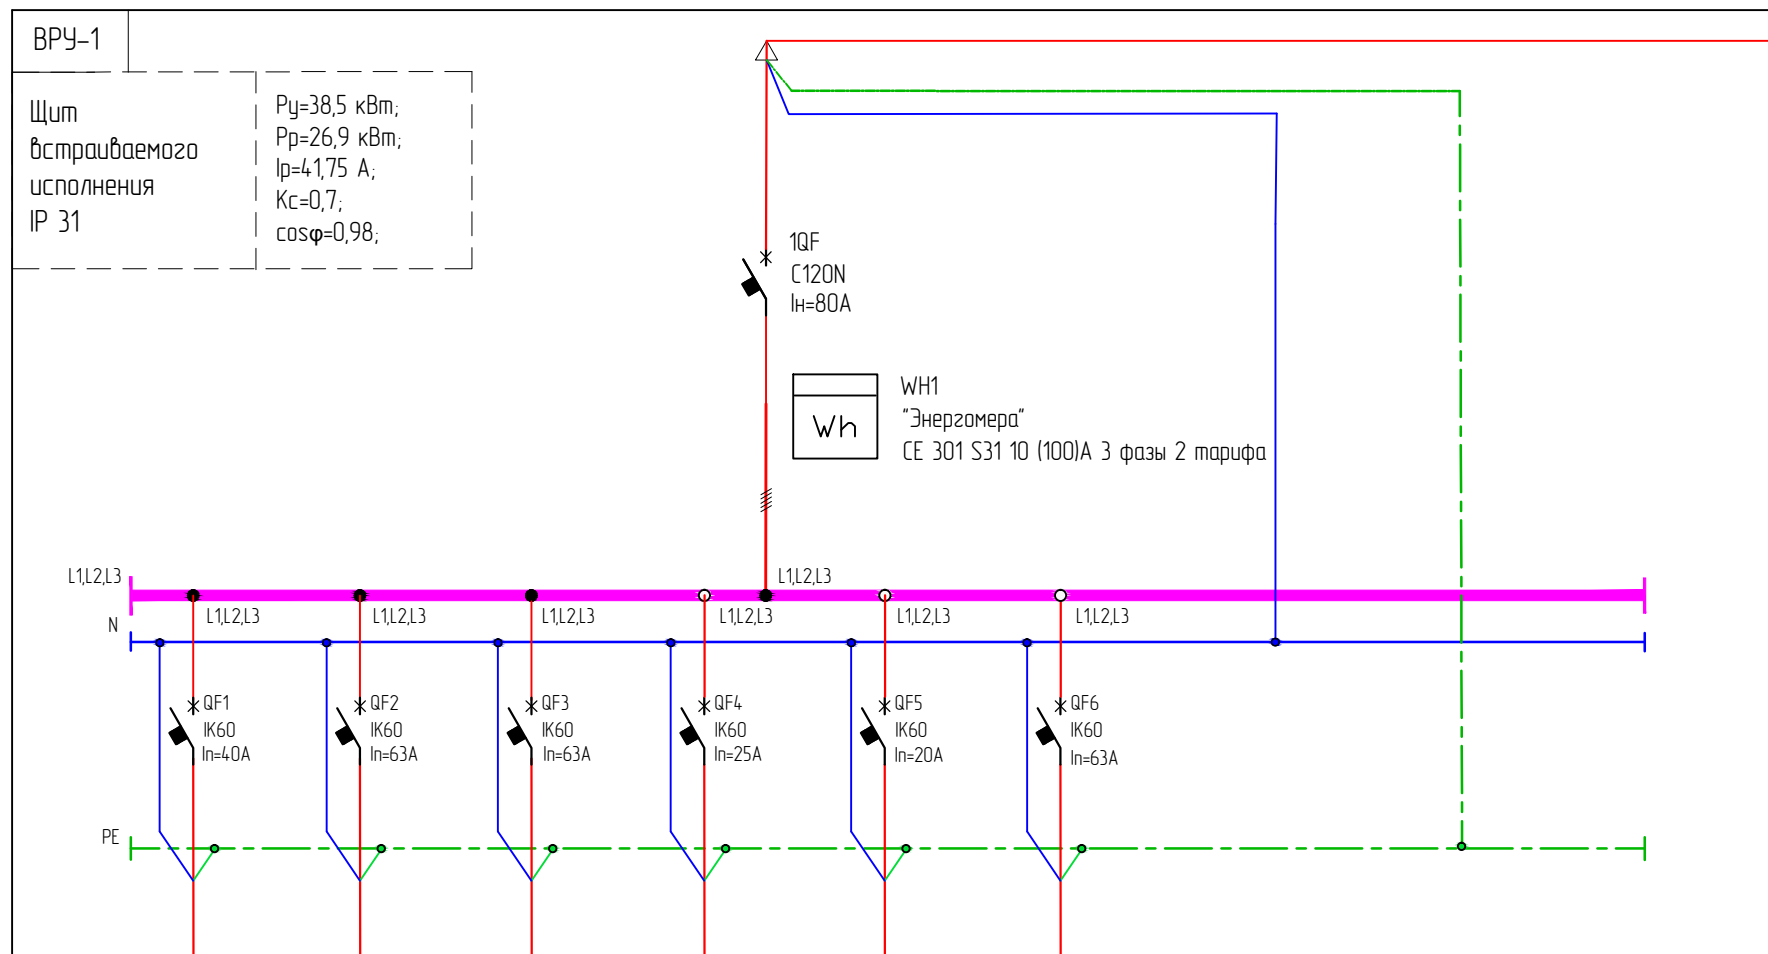 ВРУ-1
Щит
встраиваемого
исполнения
IP 31
Ру=38,5 кВт;
Рр=26,9 кВт;
Iр=41,75 А;
Кс=0,7;
cosφ=0,98;
1QF
C120N
Iн=80А
Wh
WH1
"Энергомера"
СЕ 301 S31 10 (100)А 3 фазы 2 тарифа
L1,L2,L3
L1,L2,L3
L1,L2,L3
L1,L2,L3
L1,L2,L3
L1,L2,L3
L1,L2,L3
L1,L2,L3
N
QF1
IK60
In=40A
QF2
IK60
In=63A
QF3
IK60
In=63A
QF4
IK60
In=25A
QF5
IK60
In=20A
QF6
IK60
In=63A
PE